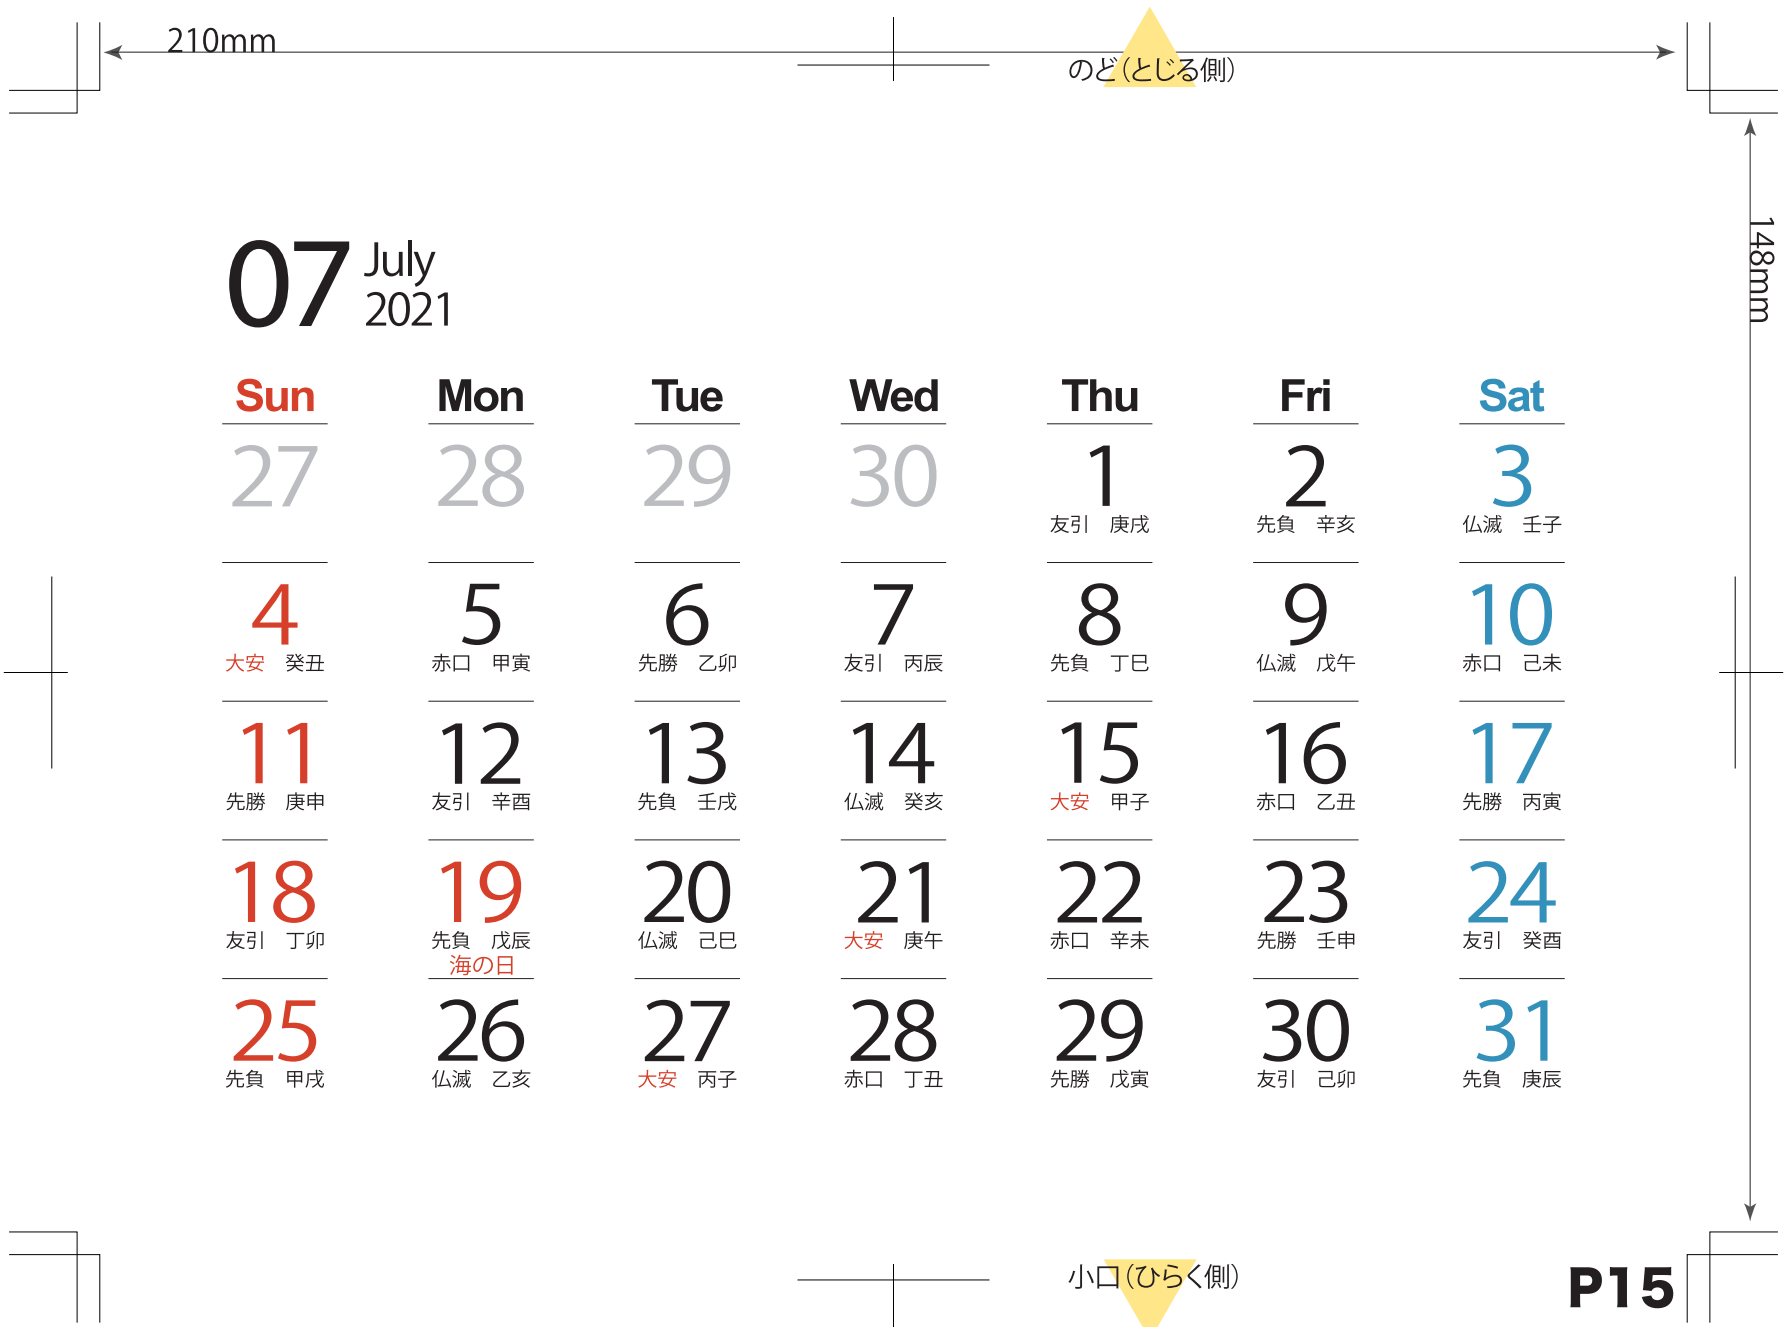 210mm
のど（とじる側）
148mm
07 July
2021
Sun Mon Tue Wed Thu Fri Sat
27 28 29 30 1 2 3
友引 庚戌 先負 辛亥 仏滅 壬子
4 5 6 7 8 9 10
大安 癸丑 赤口 甲寅 先勝 乙卯 友引 丙辰 先負 丁巳 仏滅 戊午 赤口 己未
11 12 13 14 15 16 17
先勝 庚申 友引 辛酉 先負 壬戌 仏滅 癸亥 大安 甲子 赤口 乙丑 先勝 丙寅
18 19 20 21 22 23 24
友引 丁卯 先負 戊辰 仏滅 己巳 大安 庚午 赤口 辛未 先勝 壬申 友引 癸酉
海の日
25 26 27 28 29 30 31
先負 甲戌 仏滅 乙亥 大安 丙子 赤口 丁丑 先勝 戊寅 友引 己卯 先負 庚辰
小口（ひらく側）
P15